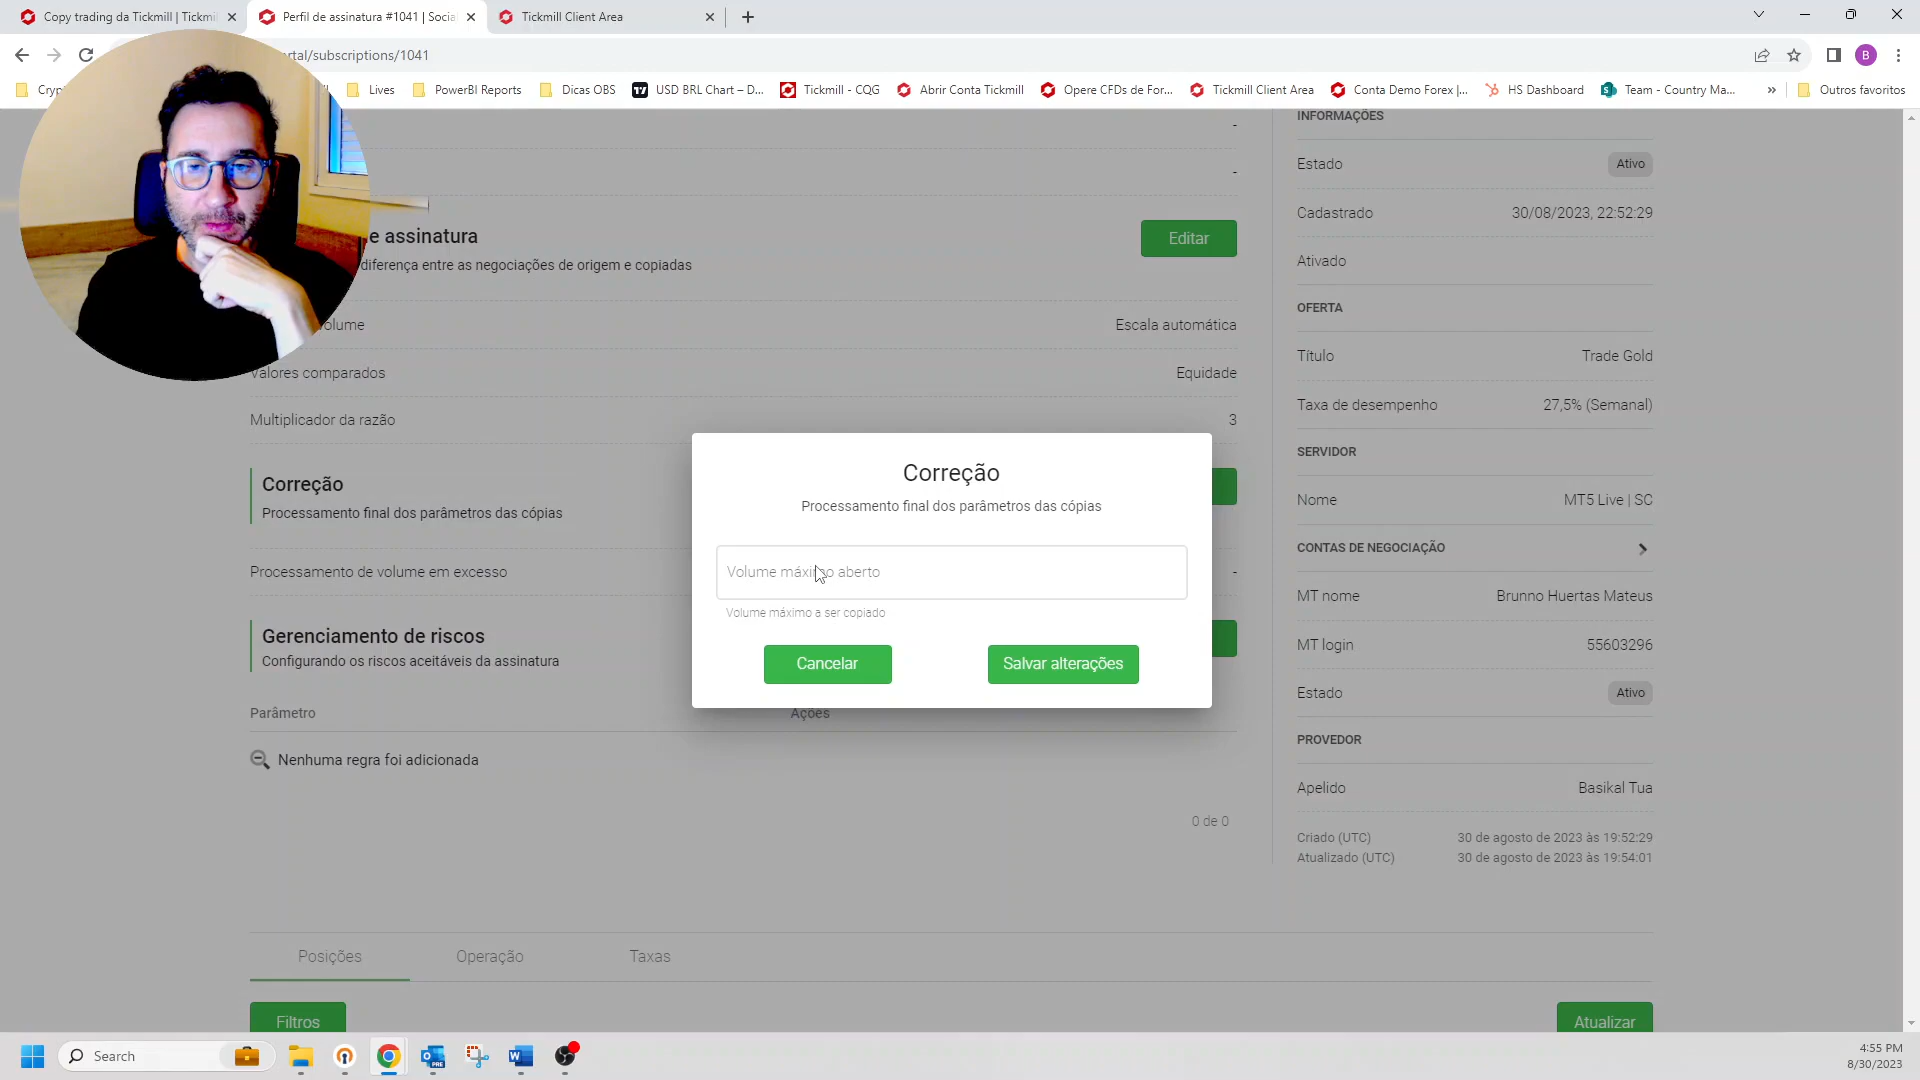 Copy trading da Tickmill | Tickmi
Perfil de assinatura #1041 | Socia
Tickmill Client Area
rtal/subscriptions/1041
B
Cryp
Lives
PowerBI Reports
Dicas OBS
USD BRL Chart – D...
Tickmill - CQG
Abrir Conta Tickmill
Opere CFDs de For...
Tickmill Client Area
Conta Demo Forex |...
HS Dashboard
Team - Country Ma...
»
Outros favoritos
-
-
e assinatura
diferença entre as negociações de origem e copiadas
Editar
olume
Escala automática
Valores comparados
Equidade
Multiplicador da razão
3
Correção
Processamento final dos parâmetros das cópias
Processamento de volume em excesso
-
Gerenciamento de riscos
Configurando os riscos aceitáveis da assinatura
Parâmetro
Ações
Nenhuma regra foi adicionada
0 de 0
Correção
Processamento final dos parâmetros das cópias
Volume máximo aberto
Volume máximo a ser copiado
Cancelar
Salvar alterações
INFORMAÇÕES
Estado
Ativo
Cadastrado
30/08/2023, 22:52:29
Ativado
OFERTA
Título
Trade Gold
Taxa de desempenho
27,5% (Semanal)
SERVIDOR
Nome
MT5 Live | SC
CONTAS DE NEGOCIAÇÃO
MT nome
Brunno Huertas Mateus
MT login
55603296
Estado
Ativo
PROVEDOR
Apelido
Basikal Tua
Criado (UTC)
30 de agosto de 2023 às 19:52:29
Atualizado (UTC)
30 de agosto de 2023 às 19:54:01
Posições
Operação
Taxas
Filtros
Atualizar
Search
4:55 PM
8/30/2023